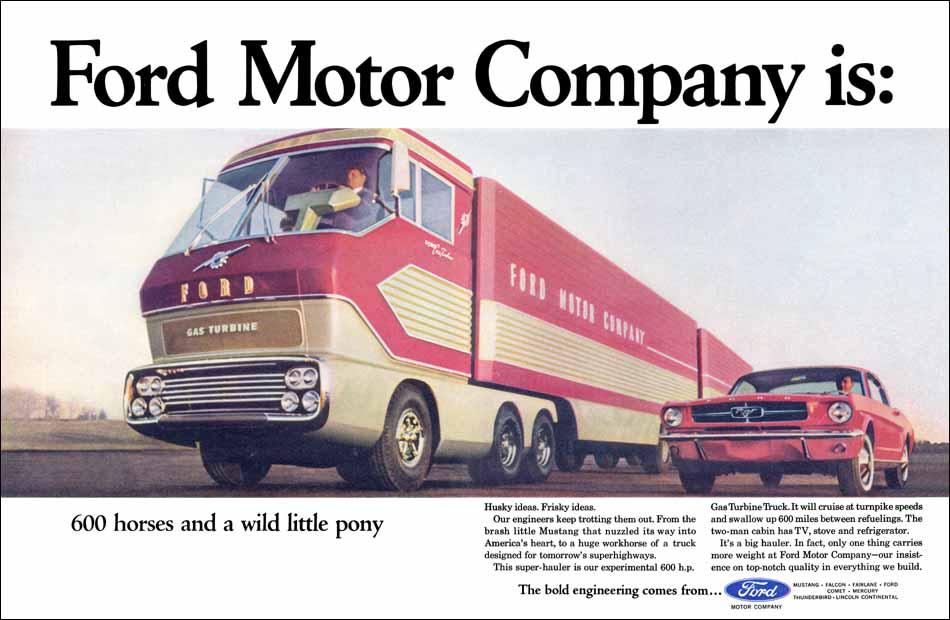 Ford Motor Company is:
FORD
GAS TURBINE
FORD MOTOR COMPANY
600 horses and a wild little pony
Husky ideas. Frisky ideas.
Our engineers keep trotting them out. From the
brash little Mustang that nuzzled its way into
America's heart, to a huge workhorse of a truck
designed for tomorrow's superhighways.
This super-hauler is our experimental 600 h.p.
Gas Turbine Truck. It will cruise at turnpike speeds
and swallow up 600 miles between refuelings. The
two-man cabin has TV, stove and refrigerator.
It's a big hauler. In fact, only one thing carries
more weight at Ford Motor Company—our insist-
ence on top-notch quality in everything we build.
The bold engineering comes from...
Ford
MOTOR COMPANY
MUSTANG • FALCON • FAIRLANE • FORD
COMET • MERCURY
THUNDERBIRD • LINCOLN CONTINENTAL